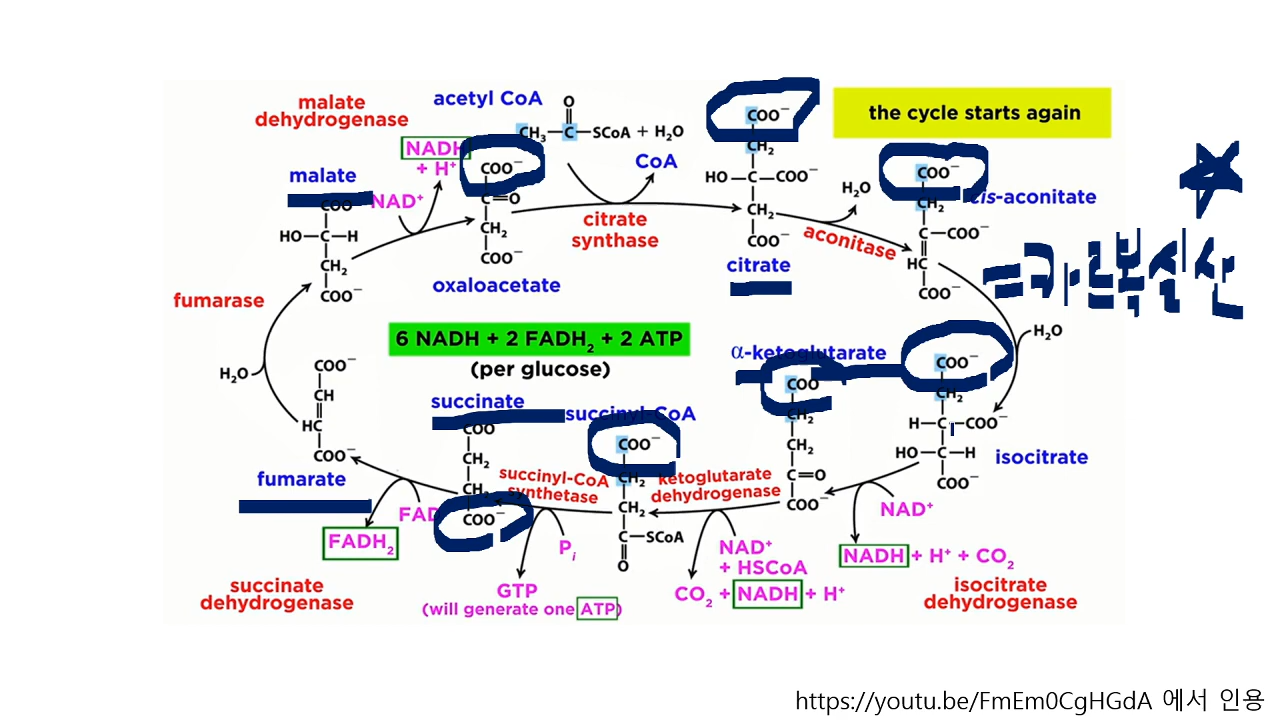 malate
dehydrogenase
acetyl CoA
O
CH₃—C—SCoA + H₂O
NADH
+ H⁺
CoA
COO⁻
C=O
CH₂
COO⁻
oxaloacetate
citrate
synthase
COO⁻
CH₂
HO—C—COO⁻
CH₂
COO⁻
citrate
the cycle starts again
H₂O
aconitase
COO⁻
CH₂
C—COO⁻
HC
COO⁻
cis-aconitate
=카르복실산
malate
NAD⁺
COO⁻
HO—C—H
CH₂
COO⁻
fumarase
H₂O
6 NADH + 2 FADH₂ + 2 ATP
(per glucose)
H₂O
COO⁻
CH₂
H—C—COO⁻
HO—C—H
COO⁻
isocitrate
NAD⁺
NADH + H⁺ + CO₂
isocitrate
dehydrogenase
α-ketoglutarate
COO
CH₂
CH₂
C=O
COO⁻
ketoglutarate
dehydrogenase
NAD⁺
+ HSCoA
CO₂ + NADH + H⁺
succinyl-CoA
COO⁻
CH₂
CH₂
C—SCoA
O
succinyl-CoA
synthetase
Pᵢ
GTP
(will generate one ATP)
succinate
COO
CH₂
CH₂
COO⁻
FAD
FADH₂
succinate
dehydrogenase
COO⁻
CH
HC
COO⁻
fumarate
https://youtu.be/FmEm0CgHGdA 에서 인용